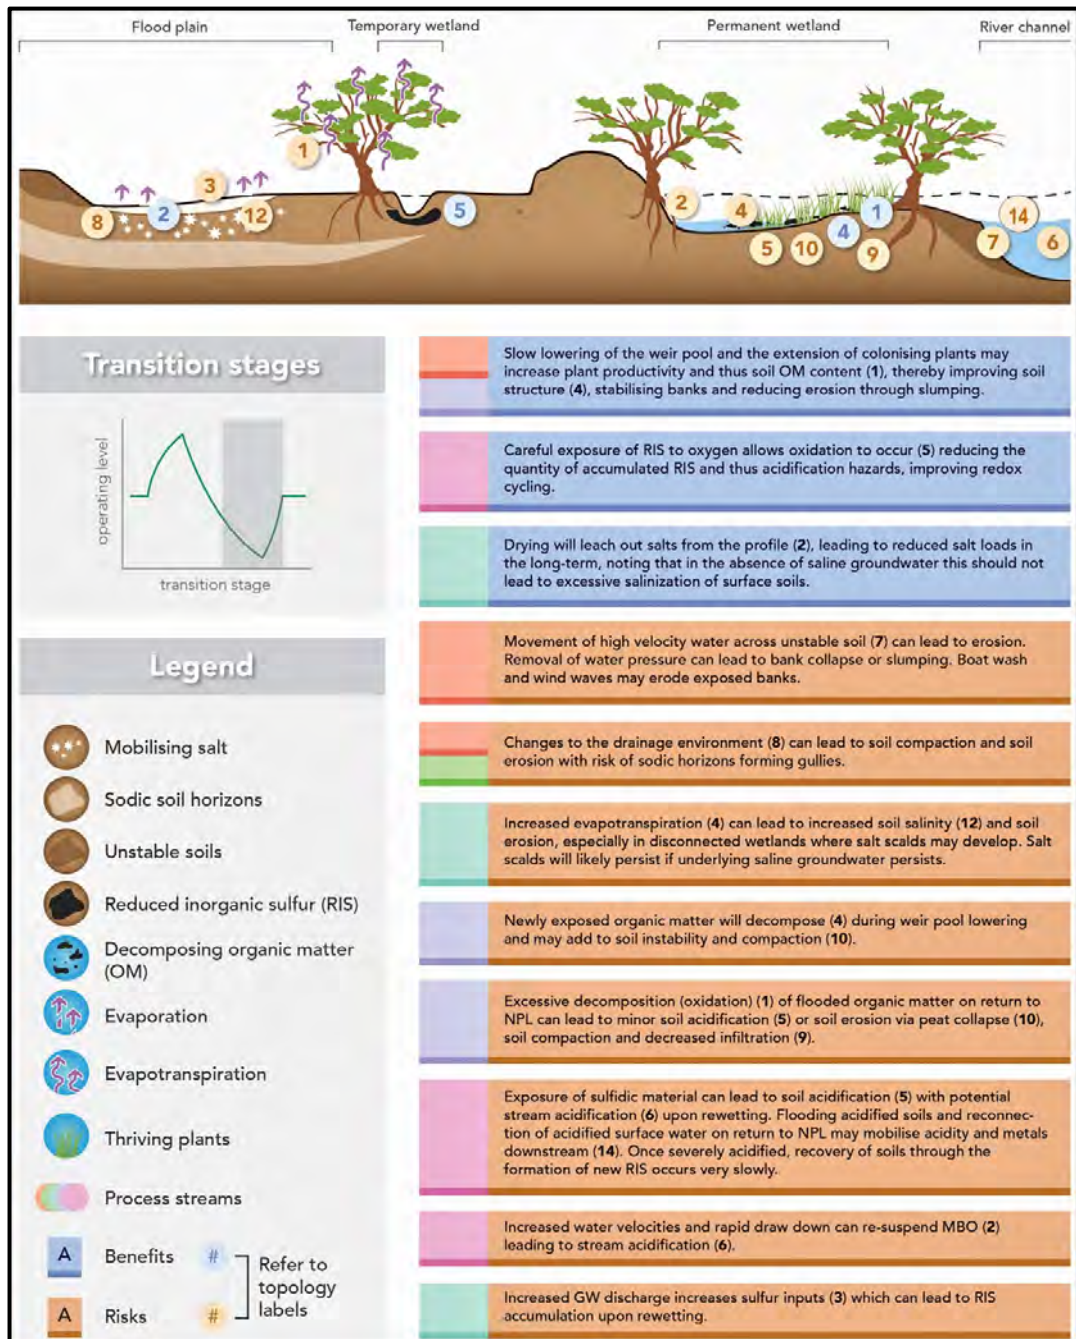 Flood plain
Temporary wetland
Permanent wetland
River channel
1
3
8
2
12
5
2
4
1
4
5
10
9
14
7
6
Transition stages
operating level
transition stage
Legend
Mobilising salt
Sodic soil horizons
Unstable soils
Reduced inorganic sulfur (RIS)
Decomposing organic matter
(OM)
Evaporation
Evapotranspiration
Thriving plants
Process streams
A Benefits #
A Risks #
Refer to
topology
labels
Slow lowering of the weir pool and the extension of colonising plants may
increase plant productivity and thus soil OM content (1), thereby improving soil
structure (4), stabilising banks and reducing erosion through slumping.
Careful exposure of RIS to oxygen allows oxidation to occur (5) reducing the
quantity of accumulated RIS and thus acidification hazards, improving redox
cycling.
Drying will leach out salts from the profile (2), leading to reduced salt loads in
the long-term, noting that in the absence of saline groundwater this should not
lead to excessive salinization of surface soils.
Movement of high velocity water across unstable soil (7) can lead to erosion.
Removal of water pressure can lead to bank collapse or slumping. Boat wash
and wind waves may erode exposed banks.
Changes to the drainage environment (8) can lead to soil compaction and soil
erosion with risk of sodic horizons forming gullies.
Increased evapotranspiration (4) can lead to increased soil salinity (12) and soil
erosion, especially in disconnected wetlands where salt scalds may develop. Salt
scalds will likely persist if underlying saline groundwater persists.
Newly exposed organic matter will decompose (4) during weir pool lowering
and may add to soil instability and compaction (10).
Excessive decomposition (oxidation) (1) of flooded organic matter on return to
NPL can lead to minor soil acidification (5) or soil erosion via peat collapse (10),
soil compaction and decreased infiltration (9).
Exposure of sulfidic material can lead to soil acidification (5) with potential
stream acidification (6) upon rewetting. Flooding acidified soils and reconnec-
tion of acidified surface water on return to NPL may mobilise acidity and metals
downstream (14). Once severely acidified, recovery of soils through the
formation of new RIS occurs very slowly.
Increased water velocities and rapid draw down can re-suspend MBO (2)
leading to stream acidification (6).
Increased GW discharge increases sulfur inputs (3) which can lead to RIS
accumulation upon rewetting.